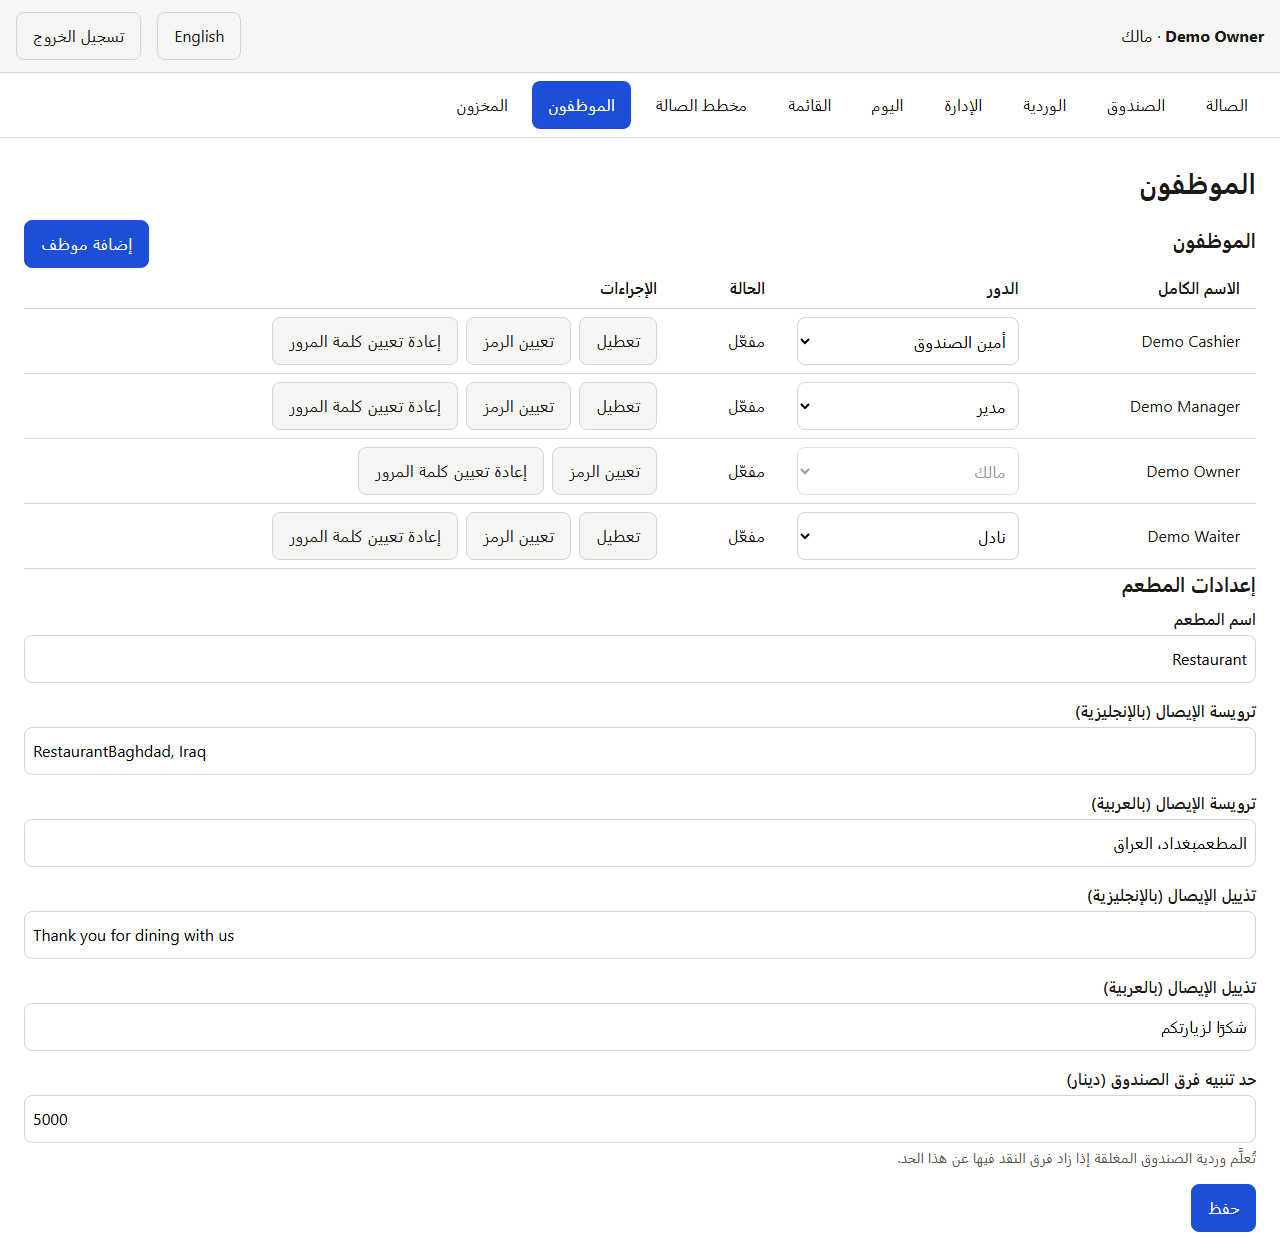 Demo Owner · مالك
English
تسجيل الخروج
الصالة
الصندوق
الوردية
الإدارة
اليوم
القائمة
مخطط الصالة
الموظفون
المخزون
الموظفون
الموظفون
إضافة موظف
الاسم الكامل الدور الحالة الإجراءات
Demo Cashier أمين الصندوق مفعّل تعطيل تعيين الرمز إعادة تعيين كلمة المرور
Demo Manager مدير مفعّل تعطيل تعيين الرمز إعادة تعيين كلمة المرور
Demo Owner مالك مفعّل تعيين الرمز إعادة تعيين كلمة المرور
Demo Waiter نادل مفعّل تعطيل تعيين الرمز إعادة تعيين كلمة المرور
إعدادات المطعم
اسم المطعم
Restaurant
ترويسة الإيصال (بالإنجليزية)
RestaurantBaghdad, Iraq
ترويسة الإيصال (بالعربية)
المطعمبغداد، العراق
تذييل الإيصال (بالإنجليزية)
Thank you for dining with us
تذييل الإيصال (بالعربية)
شكرًا لزيارتكم
حد تنبيه فرق الصندوق (دينار)
5000
تُعلَّم وردية الصندوق المغلقة إذا زاد فرق النقد فيها عن هذا الحد.
حفظ